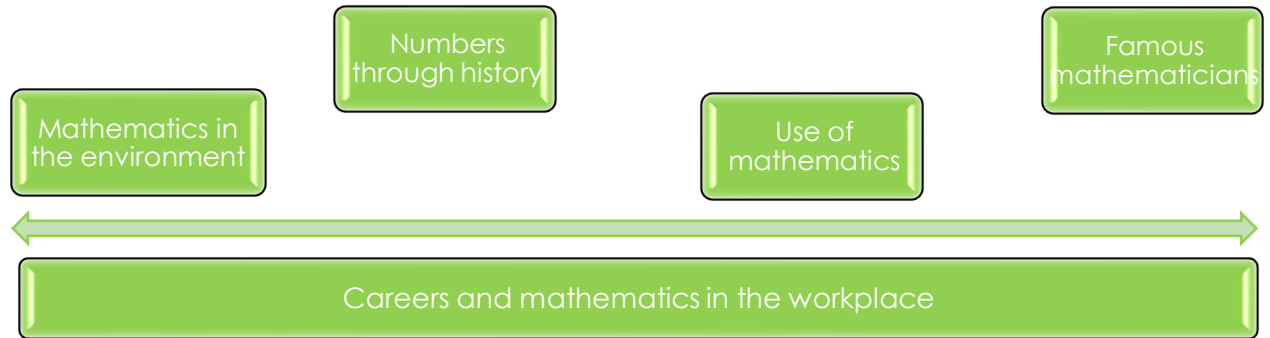 Mathematics in
the environment
Numbers
through history
Use of
mathematics
Famous
mathematicians
Careers and mathematics in the workplace